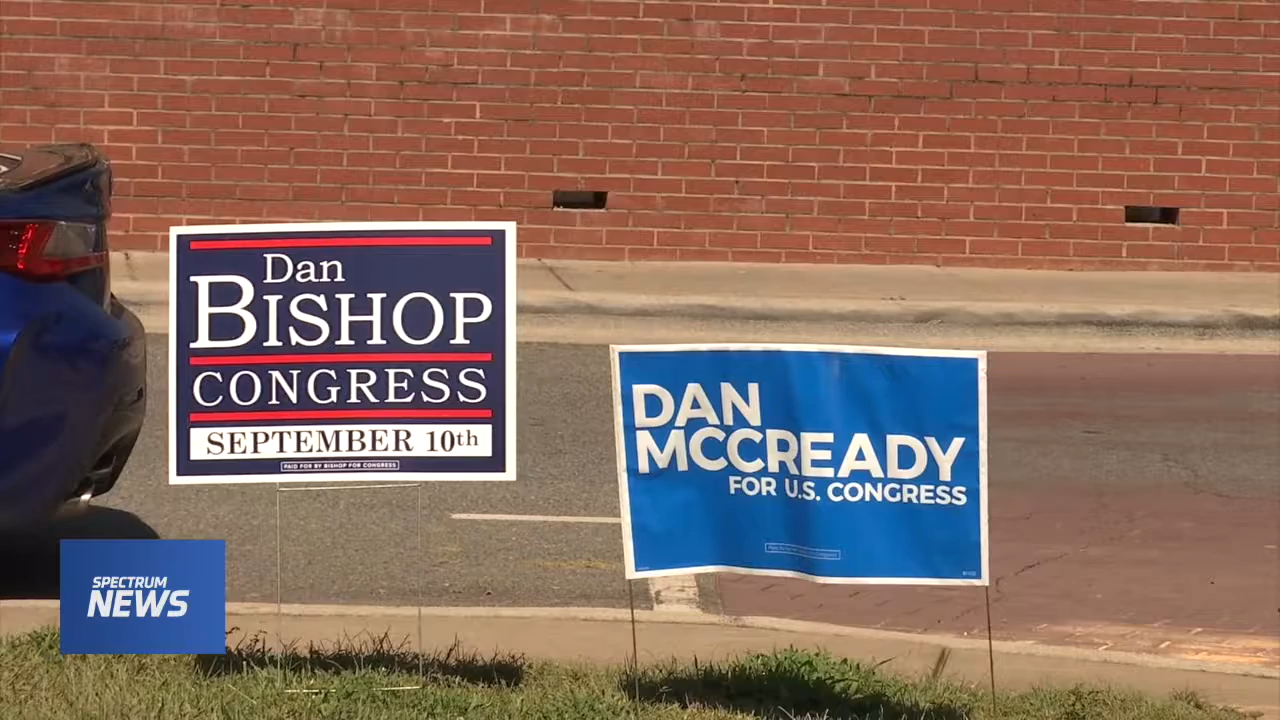 Dan
BISHOP
CONGRESS
SEPTEMBER 10th
PAID FOR BY BISHOP FOR CONGRESS
DAN
MCCREADY
FOR U.S. CONGRESS
SPECTRUM
NEWS